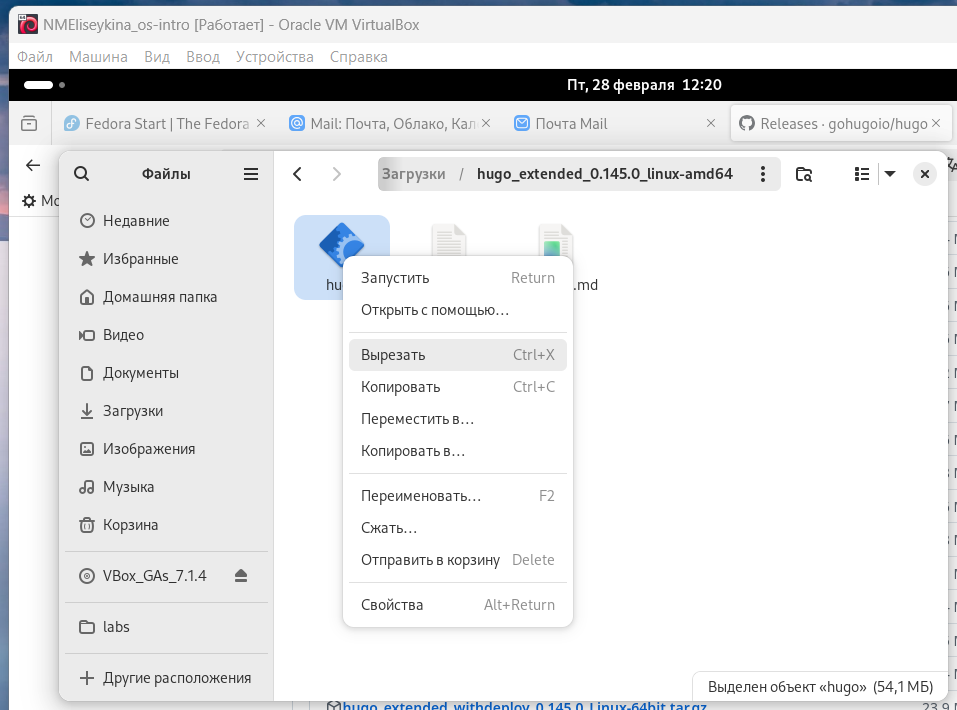 NMEliseykina_os-intro [Работает] - Oracle VM VirtualBox
Файл Машина Вид Ввод Устройства Справка
Пт, 28 февраля 12:20
Fedora Start | The Fedora Mail: Почта, Облако, Кал Почта Mail Releases · gohugoio/hugo
Файлы Загрузки / hugo_extended_0.145.0_linux-amd64
Недавние
Избранные
Домашняя папка
Видео
Документы
Загрузки
Изображения
Музыка
Корзина
VBox_GAs_7.1.4
labs
Другие расположения
.md
Запустить Return
Открыть с помощью...
Вырезать Ctrl+X
Копировать Ctrl+C
Переместить в...
Копировать в...
Переименовать... F2
Сжать...
Отправить в корзину Delete
Свойства Alt+Return
Выделен объект «hugo» (54,1 МБ)
hugo_extended_withdeploy_0.145.0_Linux-64bit.tar.gz
23.9